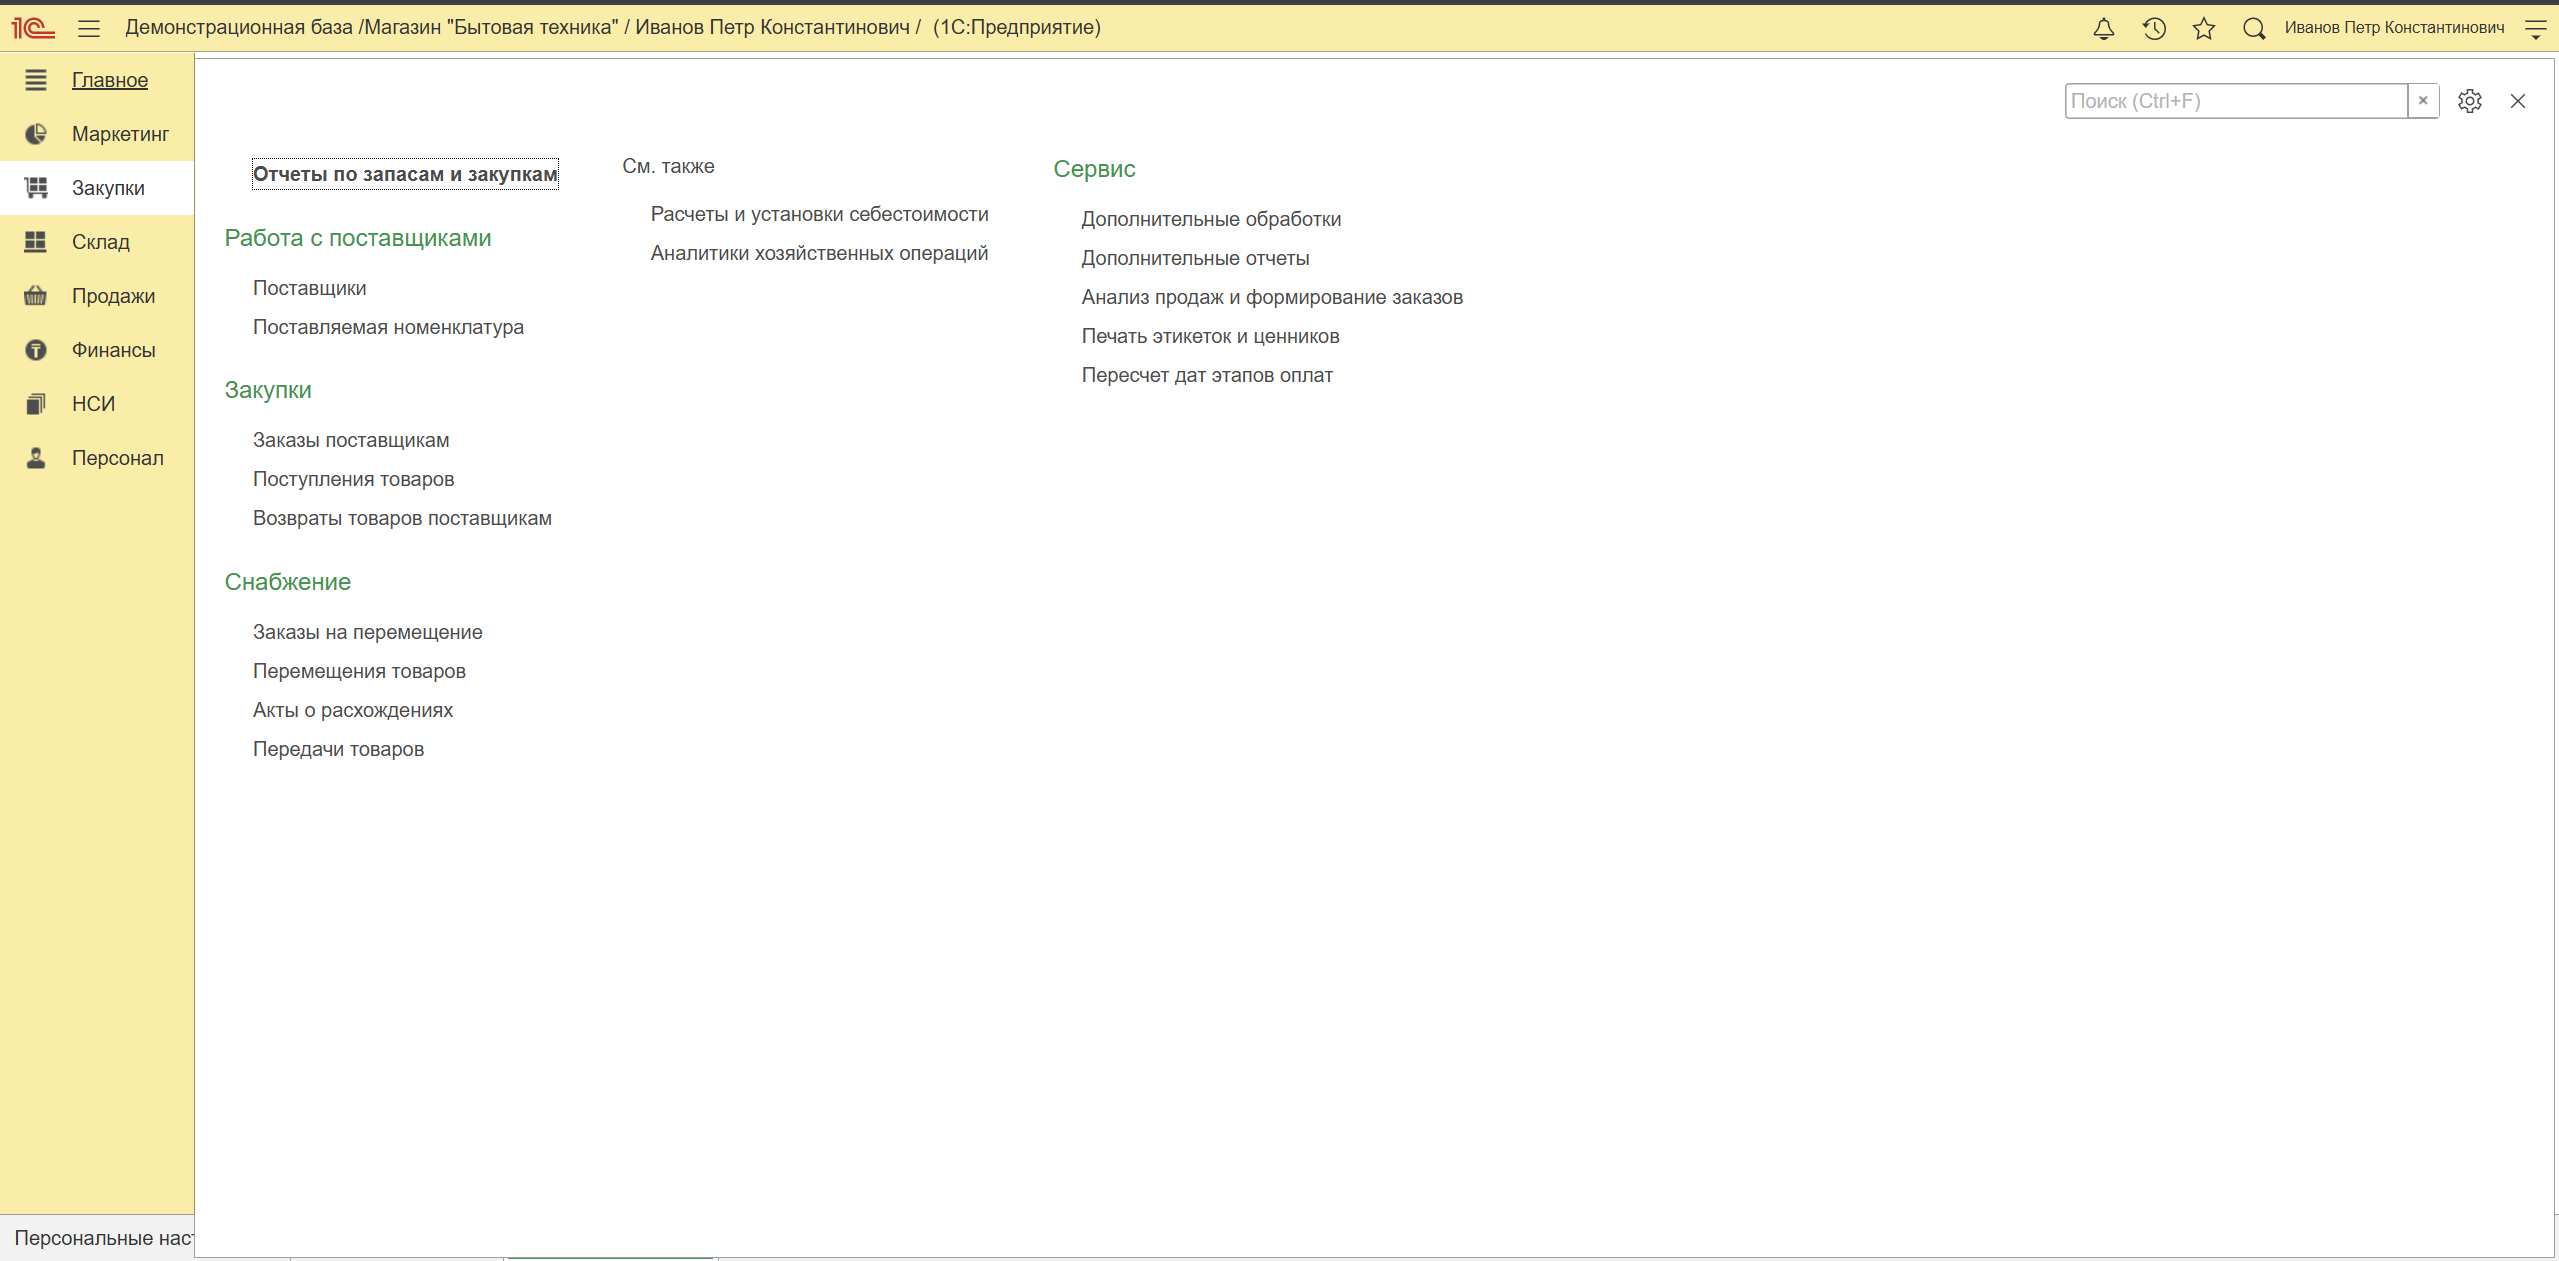 1С Демонстрационная база /Магазин "Бытовая техника" / Иванов Петр Константинович / (1С:Предприятие) Иванов Петр Константинович
Главное
Маркетинг
Закупки
Склад
Продажи
Финансы
НСИ
Персонал
Поиск (Ctrl+F)
Отчеты по запасам и закупкам
Работа с поставщиками
Поставщики
Поставляемая номенклатура
Закупки
Заказы поставщикам
Поступления товаров
Возвраты товаров поставщикам
Снабжение
Заказы на перемещение
Перемещения товаров
Акты о расхождениях
Передачи товаров
См. также
Расчеты и установки себестоимости
Аналитики хозяйственных операций
Сервис
Дополнительные обработки
Дополнительные отчеты
Анализ продаж и формирование заказов
Печать этикеток и ценников
Пересчет дат этапов оплат
Персональные наст